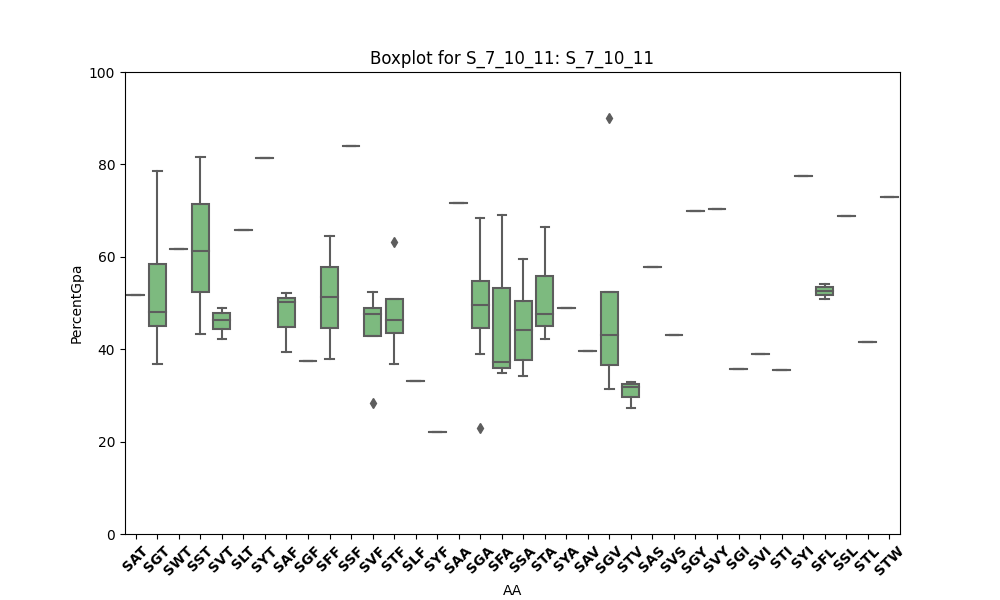 Boxplot for S_7_10_11: S_7_10_11
100
80
60
40
20
0
PercentGpa
SAT SGT SWT SST SVT SLT SYT SAF SGF SFF SSF SVF STF SLF SYF SAA SGA SFA SSA STA SYA SAV SGV STV SAS SVS SGY SVY SGI SVI STI SYI SFL SSL STL STW
AA